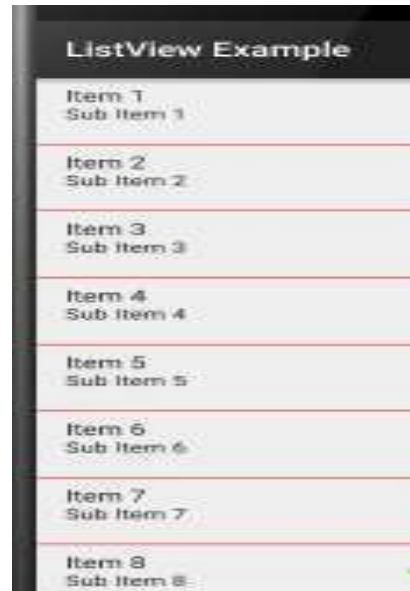 ListView Example
Item 1
Sub Item 1
Item 2
Sub Item 2
Item 3
Sub Item 3
Item 4
Sub Item 4
Item 5
Sub Item 5
Item 6
Sub Item 6
Item 7
Sub Item 7
Item 8
Sub Item 8